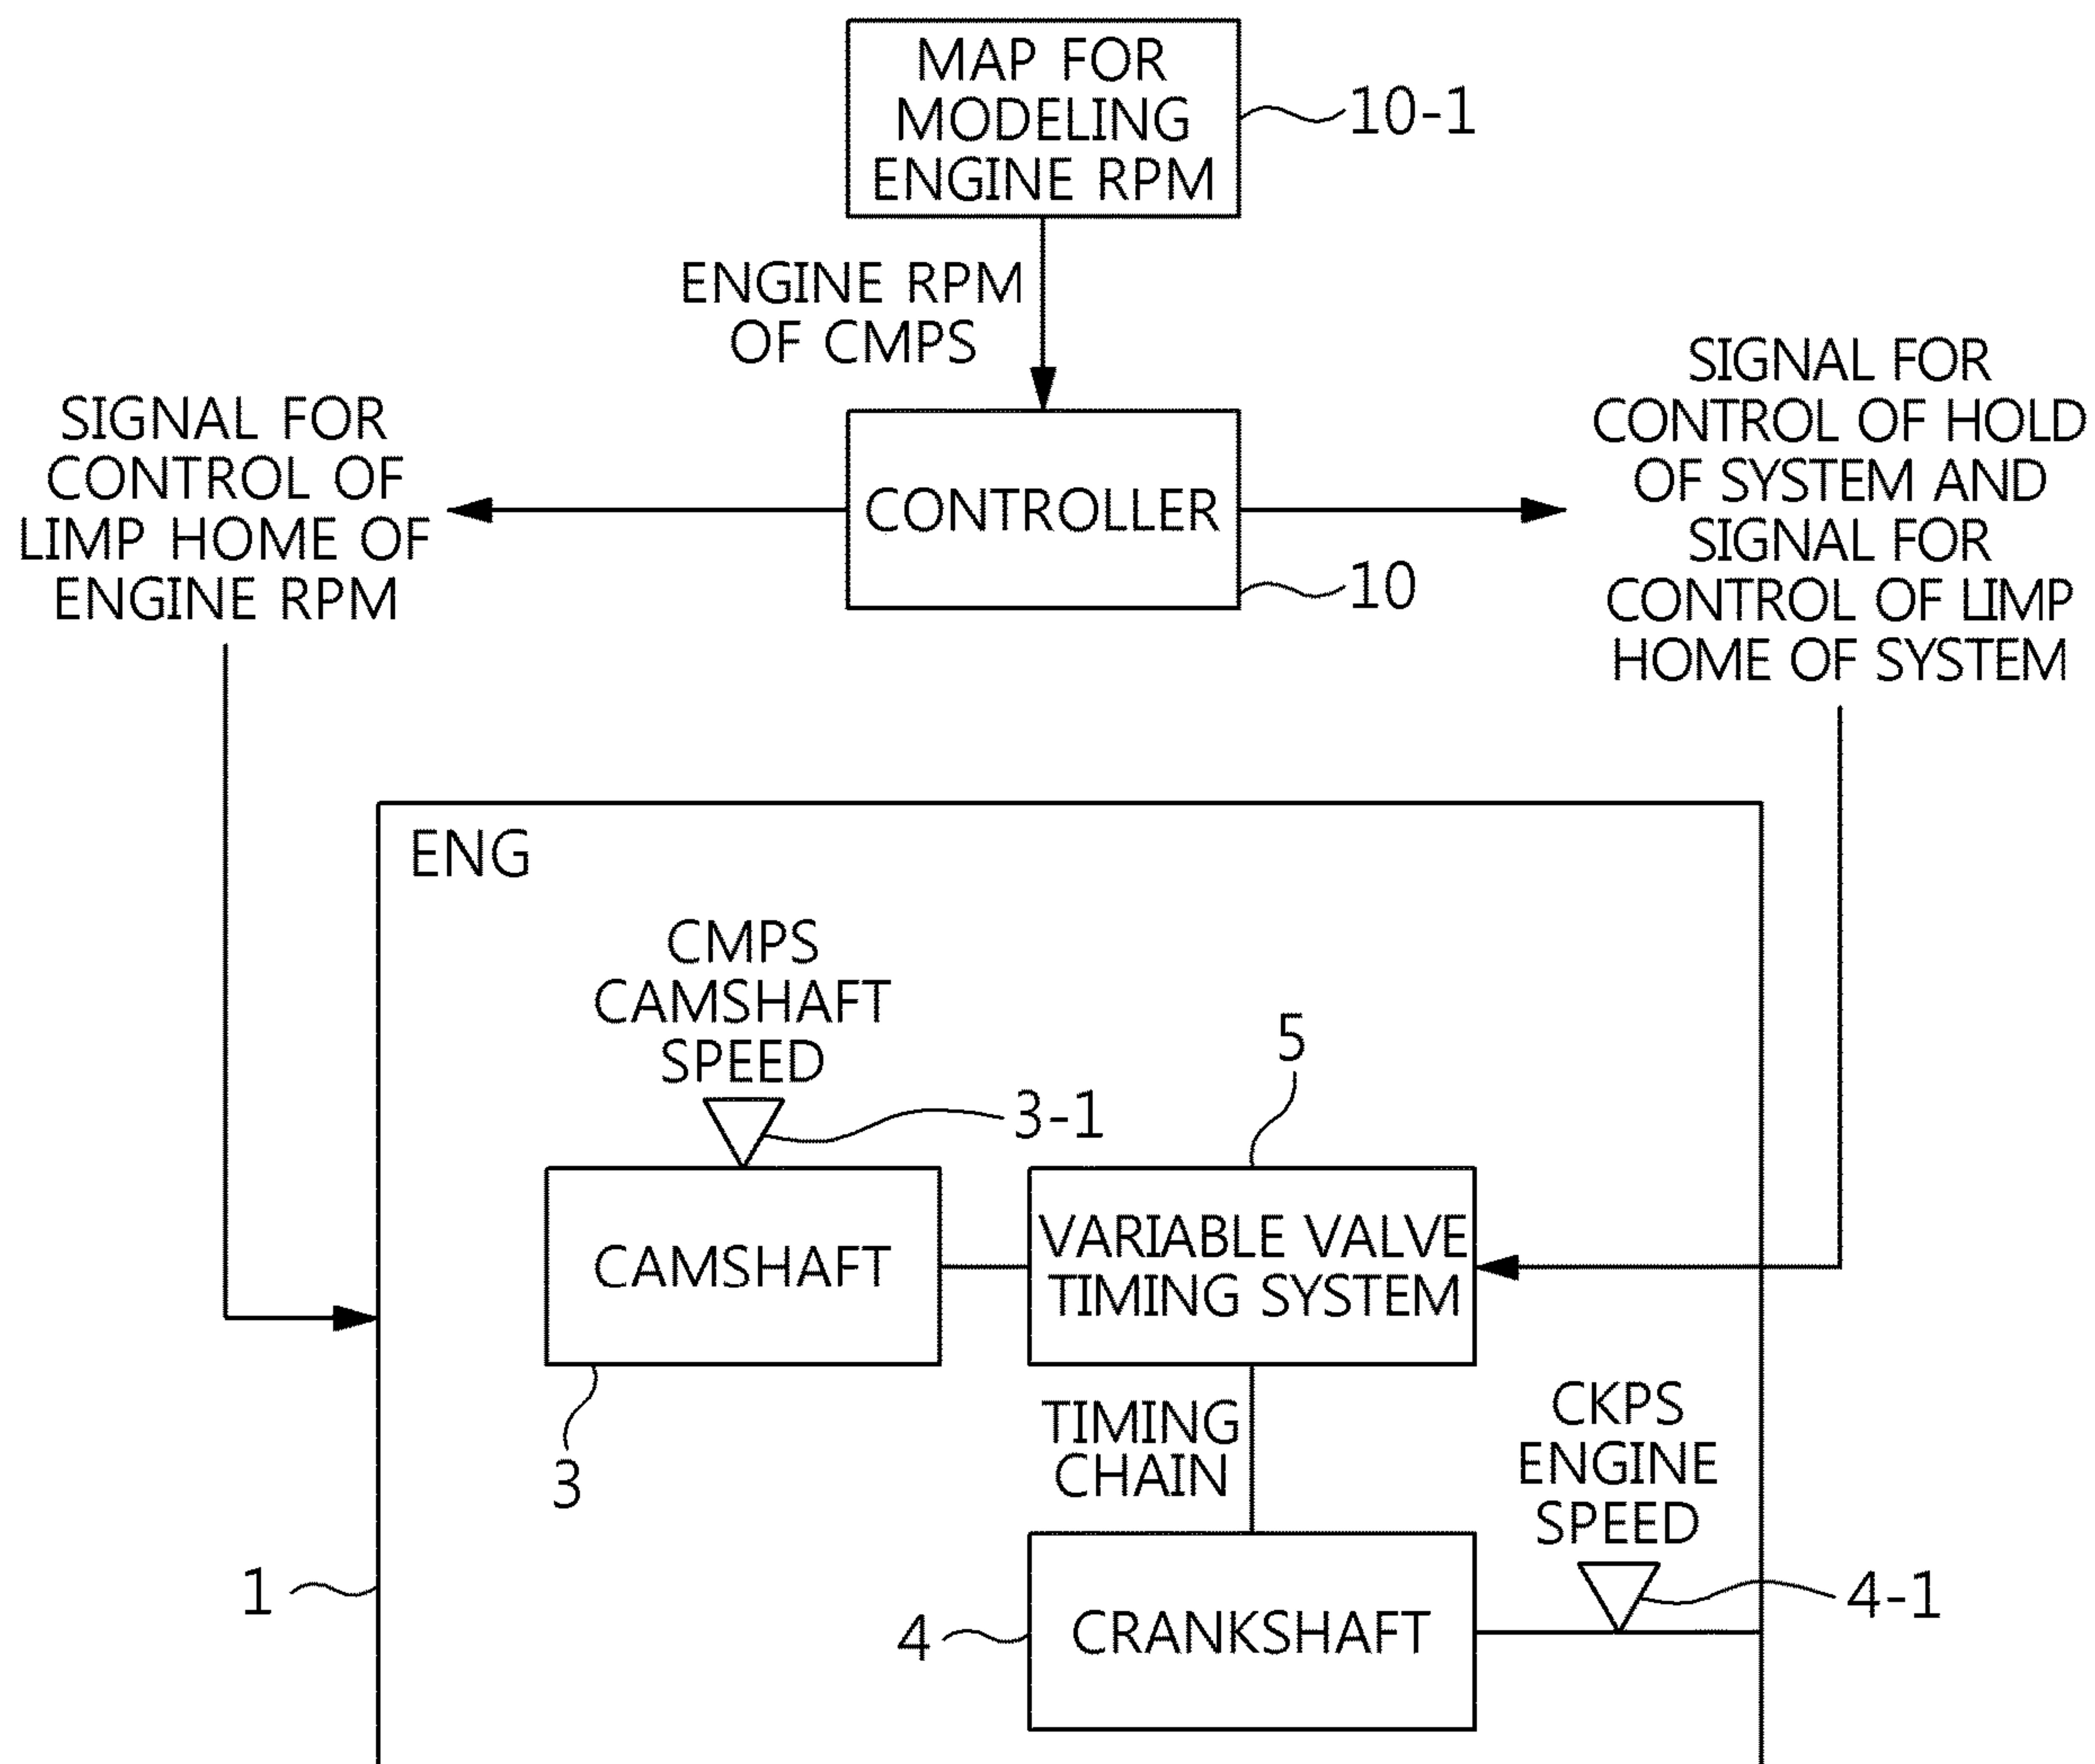 MAP FOR
MODELING
ENGINE RPM
10-1
ENGINE RPM
OF CMPS
SIGNAL FOR
CONTROL OF
LIMP HOME OF
ENGINE RPM
CONTROLLER
10
SIGNAL FOR
CONTROL OF HOLD
OF SYSTEM AND
SIGNAL FOR
CONTROL OF LIMP
HOME OF SYSTEM
ENG
CMPS
CAMSHAFT
SPEED
3-1
5
CAMSHAFT
VARIABLE VALVE
TIMING SYSTEM
3
TIMING
CHAIN
CKPS
ENGINE
SPEED
1
4
CRANKSHAFT
4-1